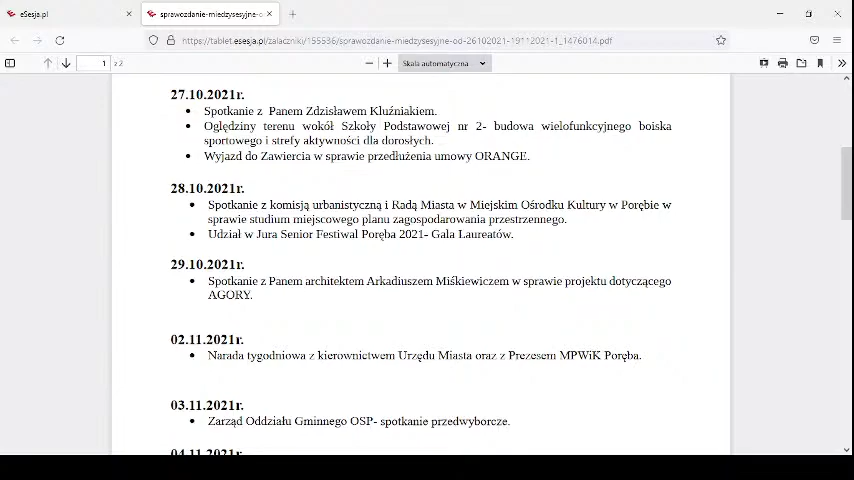 eSesja.pl
sprawozdanie-miedzysesyjne-o
https://tablet.esesja.pl/zalaczniki/155536/sprawozdanie-miedzysesyjne-od-26102021-19112021-1_1476014.pdf
1 z 2
Skala automatyczna
27.10.2021r.
• Spotkanie z Panem Zdzisławem Kluźniakiem.
• Oględziny terenu wokół Szkoły Podstawowej nr 2- budowa wielofunkcyjnego boiska
sportowego i strefy aktywności dla dorosłych.
• Wyjazd do Zawiercia w sprawie przedłużenia umowy ORANGE.
28.10.2021r.
• Spotkanie z komisją urbanistyczną i Radą Miasta w Miejskim Ośrodku Kultury w Porębie w
sprawie studium miejscowego planu zagospodarowania przestrzennego.
• Udział w Jura Senior Festiwal Poręba 2021- Gala Laureatów.
29.10.2021r.
• Spotkanie z Panem architektem Arkadiuszem Miśkiewiczem w sprawie projektu dotyczącego
AGORY.
02.11.2021r.
• Narada tygodniowa z kierownictwem Urzędu Miasta oraz z Prezesem MPWiK Poręba.
03.11.2021r.
• Zarząd Oddziału Gminnego OSP- spotkanie przedwyborcze.
04.11.2021r.